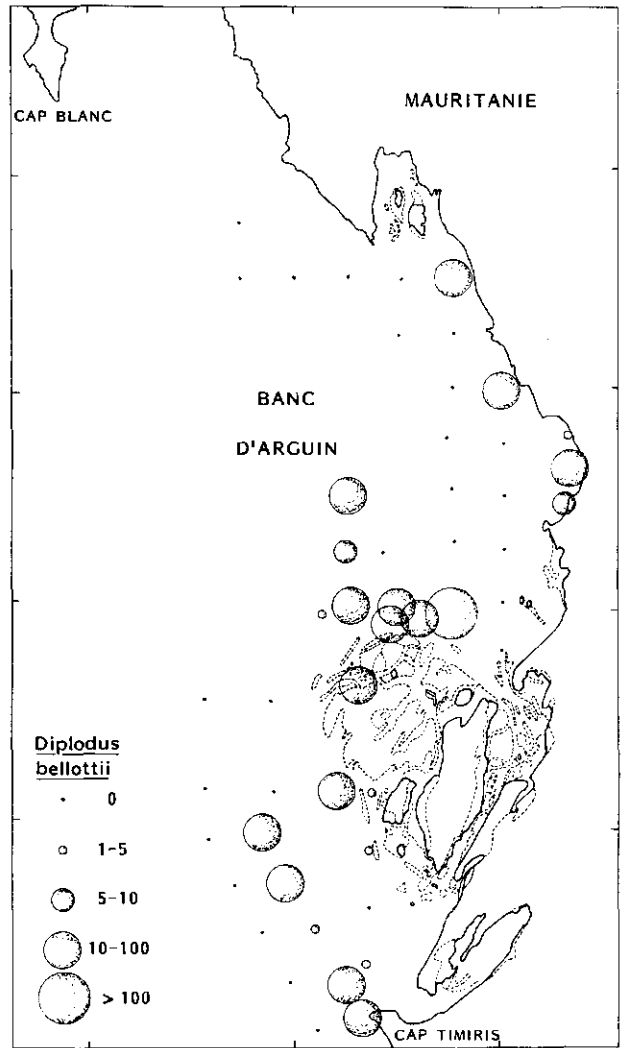 CAP BLANC
MAURITANIE
BANC
D'ARGUIN
Diplodus
bellottii
0
1-5
5-10
10-100
> 100
CAP TIMIRIS